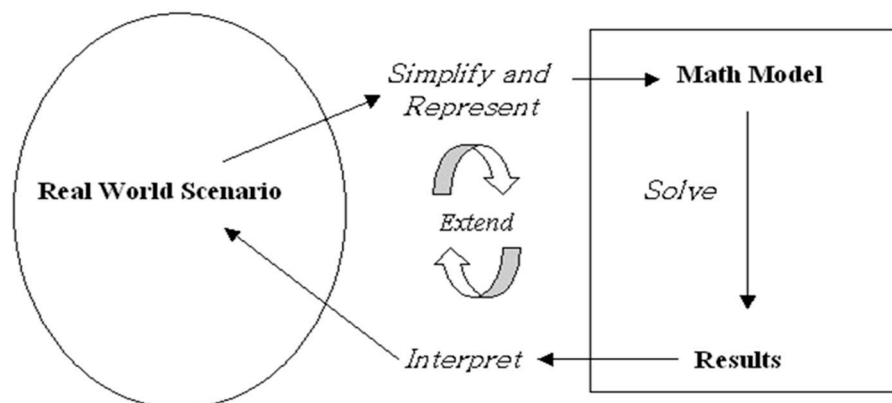 Simplify and
Represent
Math Model
Real World Scenario
Solve
Extend
Interpret
Results